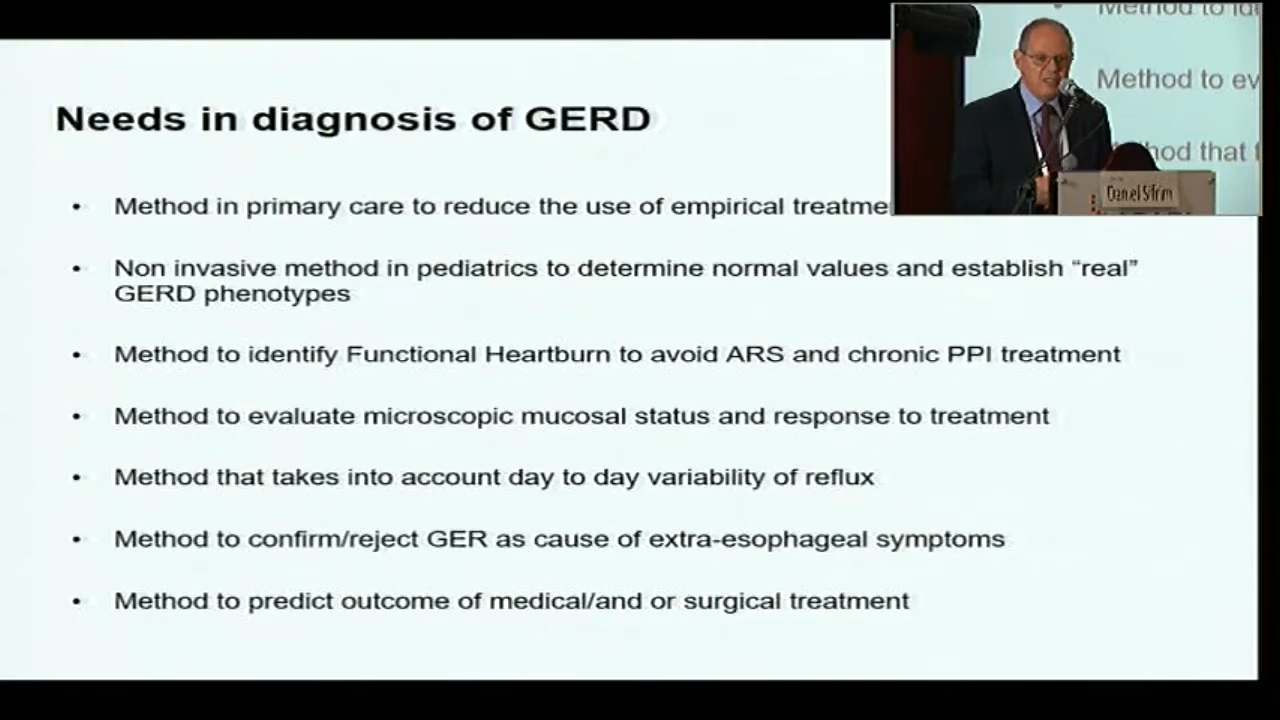 Needs in diagnosis of GERD
• Method in primary care to reduce the use of empirical
• Non invasive method in pediatrics to determine normal values and establish “real”
GERD phenotypes
• Method to identify Functional Heartburn to avoid ARS and chronic PPI treatment
• Method to evaluate microscopic mucosal status and response to treatment
• Method that takes into account day to day variability of reflux
• Method to confirm/reject GER as cause of extra-esophageal symptoms
• Method to predict outcome of medical/and or surgical treatment
Method to
Method to ev
that
Daniel Sifrim